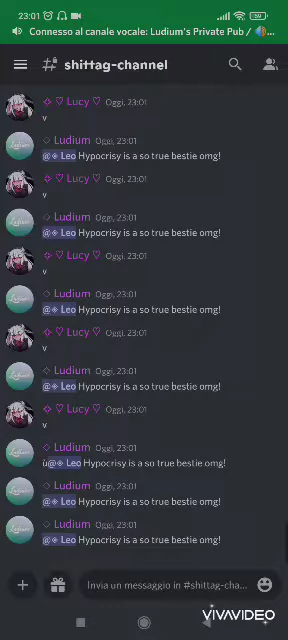 23:01
Connesso al canale vocale: Ludium's Private Pub /
shittag-channel
Lucy Oggi, 23:01
v
Ludium Oggi, 23:01
@ Leo Hypocrisy is a so true bestie omg!
Lucy Oggi, 23:01
v
Ludium Oggi, 23:01
@ Leo Hypocrisy is a so true bestie omg!
Lucy Oggi, 23:01
v
Ludium Oggi, 23:01
@ Leo Hypocrisy is a so true bestie omg!
Lucy Oggi, 23:01
v
Ludium Oggi, 23:01
@ Leo Hypocrisy is a so true bestie omg!
Lucy Oggi, 23:01
v
Ludium Oggi, 23:01
ù@ Leo Hypocrisy is a so true bestie omg!
Ludium Oggi, 23:01
@ Leo Hypocrisy is a so true bestie omg!
Ludium Oggi, 23:01
@ Leo Hypocrisy is a so true bestie omg!
Invia un messaggio in #shittag-cha...
VIVAVIDEO